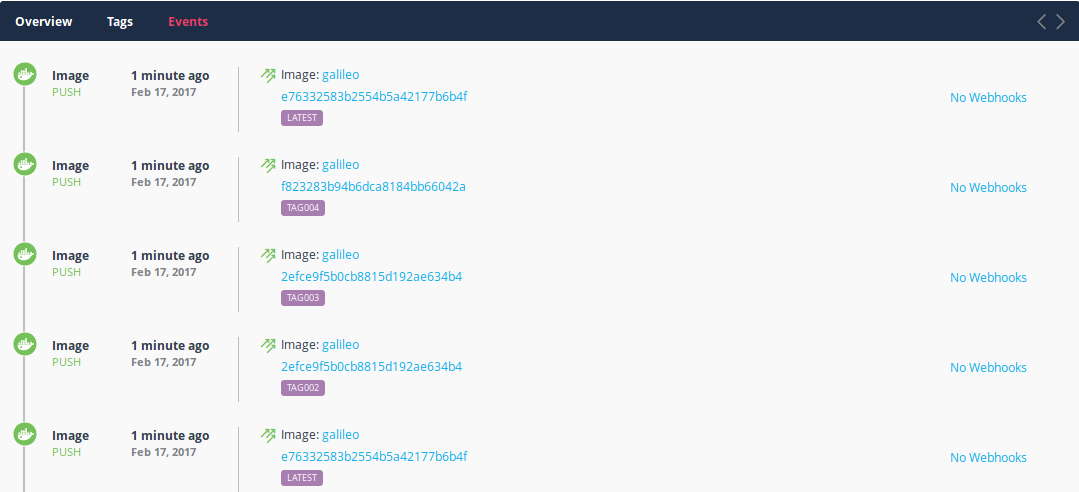 Overview Tags Events
Image 1 minute ago Image: galileo
PUSH Feb 17, 2017 e76332583b2554b5a42177b6b4f No Webhooks
LATEST
Image 1 minute ago Image: galileo
PUSH Feb 17, 2017 f823283b94b6dca8184bb66042a No Webhooks
TAG004
Image 1 minute ago Image: galileo
PUSH Feb 17, 2017 2efce9f5b0cb8815d192ae634b4 No Webhooks
TAG003
Image 1 minute ago Image: galileo
PUSH Feb 17, 2017 2efce9f5b0cb8815d192ae634b4 No Webhooks
TAG002
Image 1 minute ago Image: galileo
PUSH Feb 17, 2017 e76332583b2554b5a42177b6b4f No Webhooks
LATEST